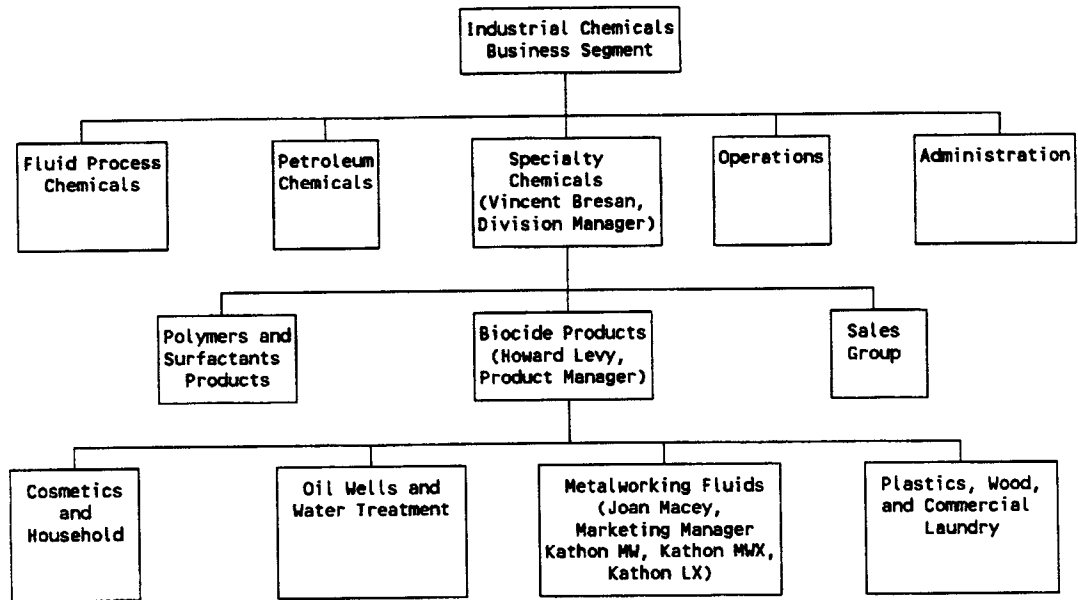 Industrial Chemicals
Business Segment
Fluid Process
Chemicals
Petroleum
Chemicals
Specialty
Chemicals
(Vincent Bresan,
Division Manager)
Operations
Administration
Polymers and
Surfactants
Products
Biocide Products
(Howard Levy,
Product Manager)
Sales
Group
Cosmetics
and
Household
Oil Wells and
Water Treatment
Metalworking Fluids
(Joan Macey,
Marketing Manager
Kathon MW, Kathon MWX,
Kathon LX)
Plastics, Wood,
and Commercial
Laundry